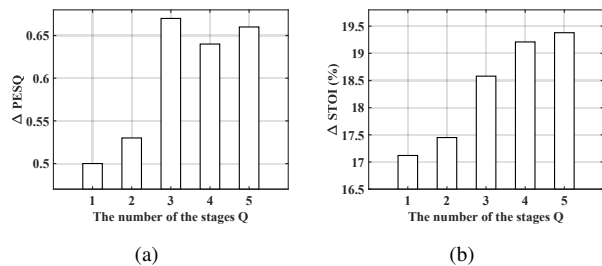 0.65
0.6
0.55
0.5
Δ PESQ
1 2 3 4 5
The number of the stages Q
(a)
19.5
19
18.5
18
17.5
17
16.5
Δ STOI (%)
1 2 3 4 5
The number of the stages Q
(b)